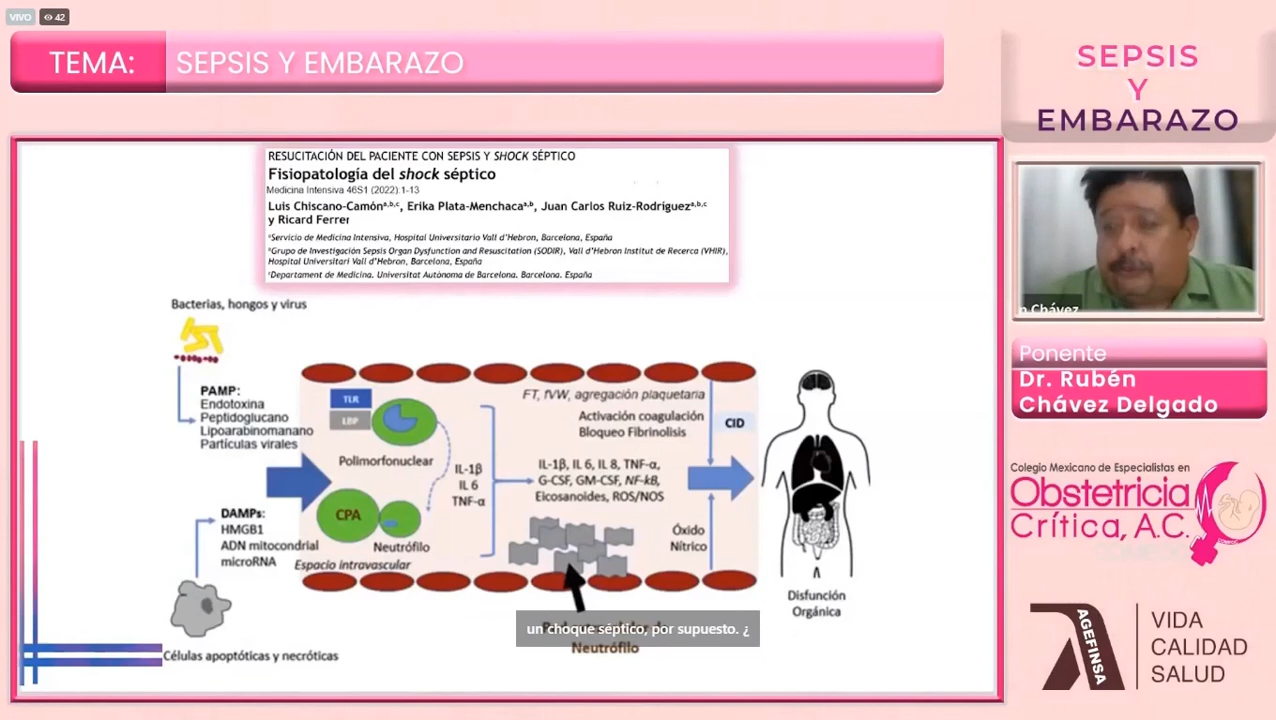 VIVO 42
TEMA: SEPSIS Y EMBARAZO
SEPSIS
Y
EMBARAZO
RESUCITACIÓN DEL PACIENTE CON SEPSIS Y SHOCK SÉPTICO
Fisiopatología del shock séptico
Medicina Intensiva 46S1 (2022):1-13
Luis Chiscano-Camónᵃ,ᵇ,ᶜ, Erika Plata-Menchacaᵃ,ᵇ, Juan Carlos Ruiz-Rodríguezᵃ,ᵇ,ᶜ
y Ricard Ferrer
ᵃServicio de Medicina Intensiva, Hospital Universitario Vall d'Hebron, Barcelona, España
ᵇGrupo de Investigación Sepsis Organ Dysfunction and Resuscitation (SODIR), Vall d'Hebron Institut de Recerca (VHIR),
Hospital Universitari Vall d'Hebron, Barcelona, España
ᶜDepartament de Medicina. Universitat Autònoma de Barcelona. Barcelona. España
Bacterias, hongos y virus
PAMP:
Endotoxina
Peptidoglucano
Lipoarabinomanano
Partículas virales
DAMPs:
HMGB1
ADN mitocondrial
microRNA
Células apoptóticas y necróticas
TLR
LBP
Polimorfonuclear
CPA
Neutrófilo
Espacio intravascular
IL-1β
IL 6
TNF-α
FT, fVW, agregación plaquetaria
Activación coagulación
Bloqueo Fibrinolisis
CID
IL-1β, IL 6, IL 8, TNF-α,
G-CSF, GM-CSF, NF-kB,
Eicosanoides, ROS/NOS
Óxido
Nítrico
un choque séptico, por supuesto. ¿
Neutrófilo
Disfunción
Orgánica
Chávez
Ponente
Dr. Rubén
Chávez Delgado
Colegio Mexicano de Especialistas en
Obstetricia
Crítica, A.C.
AGEFINSA
VIDA
CALIDAD
SALUD